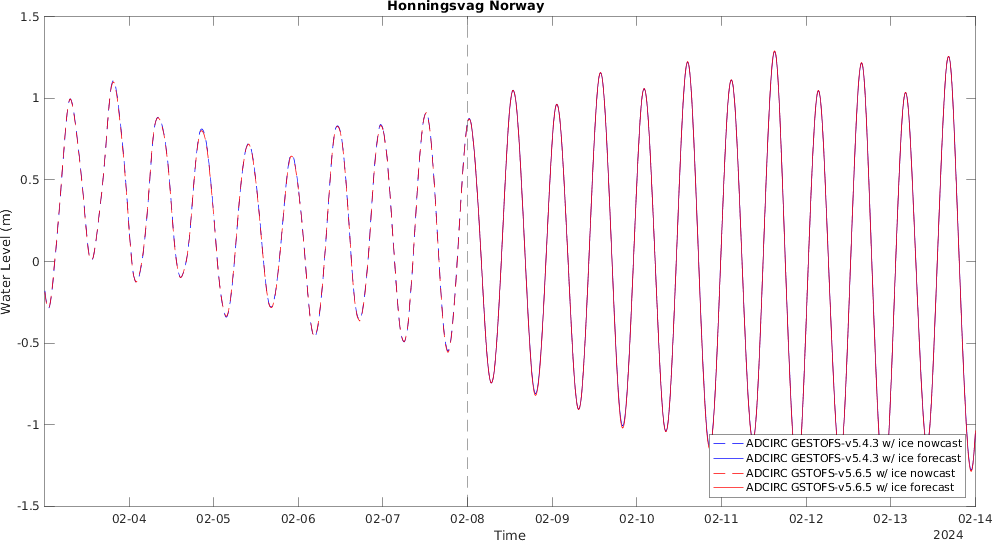 Honningsvag Norway
1.5
1
0.5
0
-0.5
-1
-1.5
Water Level (m)
ADCIRC GESTOFS-v5.4.3 w/ ice nowcast
ADCIRC GESTOFS-v5.4.3 w/ ice forecast
ADCIRC GSTOFS-v5.6.5 w/ ice nowcast
ADCIRC GSTOFS-v5.6.5 w/ ice forecast
02-04 02-05 02-06 02-07 02-08 02-09 02-10 02-11 02-12 02-13 02-14
Time
2024